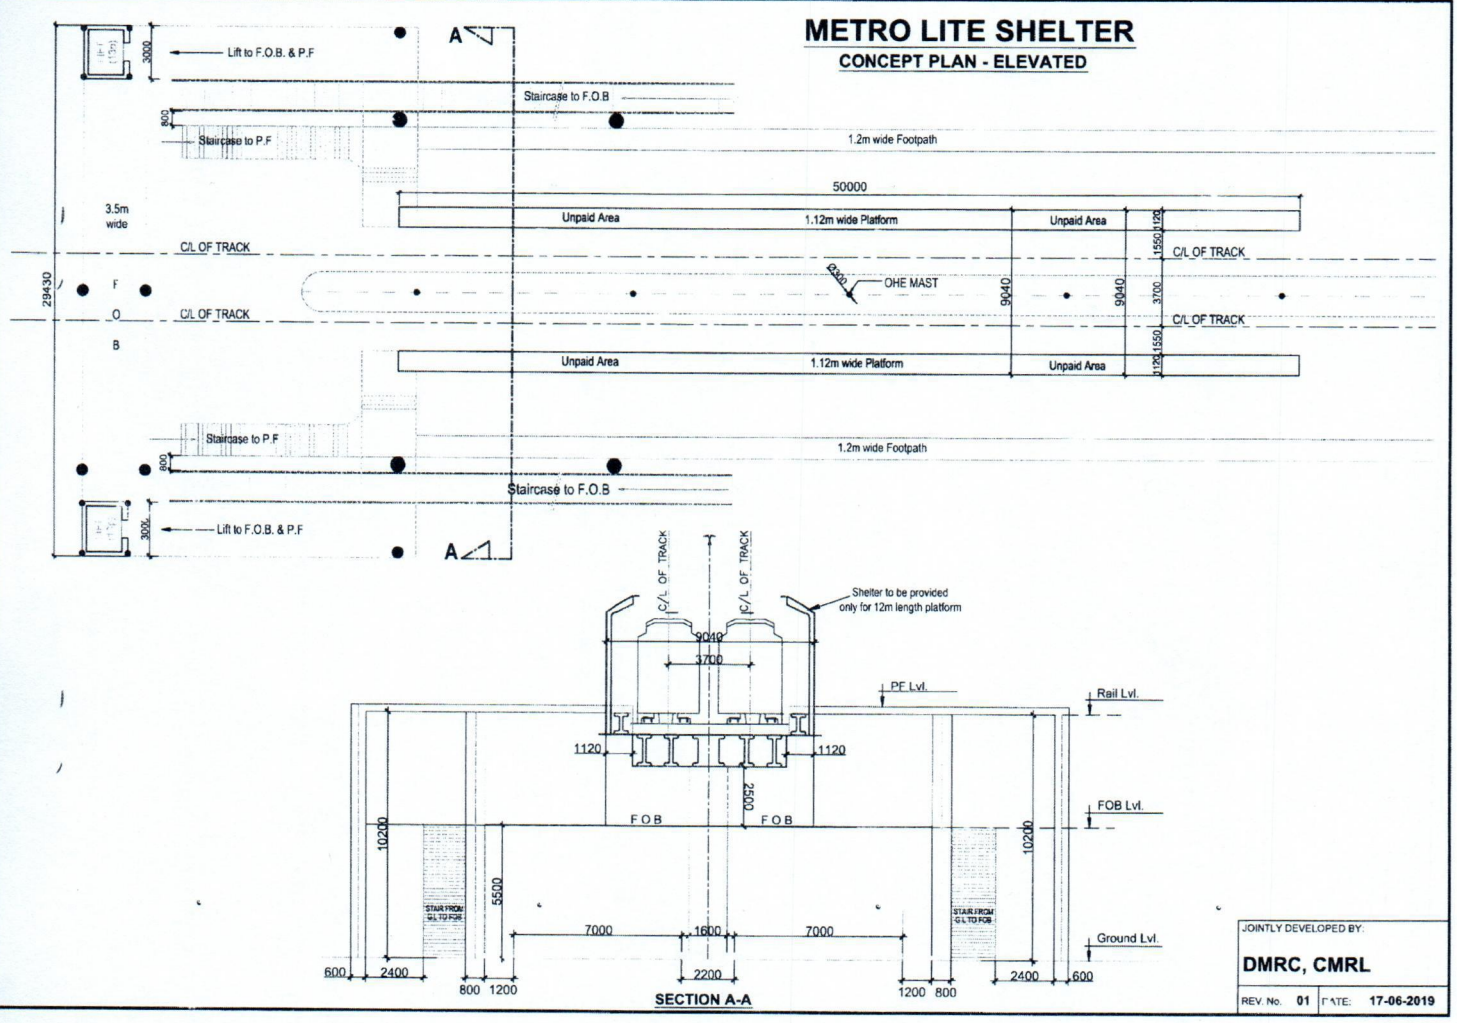 METRO LITE SHELTER
CONCEPT PLAN - ELEVATED
A
3000
Lift to F.O.B. & P.F
Staircase to F.O.B
800
Staircase to P.F
1.2m wide Footpath
50000
3.5m
wide
Unpaid Area
1.12m wide Platform
Unpaid Area
1120
1550
C/L OF TRACK
C/L OF TRACK
29430
F
O
B
Ø300
OHE MAST
9040
9040
3700
C/L OF TRACK
C/L OF TRACK
1550
1120
Unpaid Area
1.12m wide Platform
Unpaid Area
Staircase to P.F
800
1.2m wide Footpath
Staircase to F.O.B
Lift to F.O.B. & P.F
A
C/L OF TRACK
C/L OF TRACK
Shelter to be provided
only for 12m length platform
9040
3700
PF Lvl.
Rail Lvl.
1120
1120
2500
F O B
F O B
FOB Lvl.
10200
10200
5500
STAIR FROM
G.L TO FOB
STAIR FROM
G.L TO FOB
7000
1600
7000
Ground Lvl.
600
2400
2200
2400
600
800
1200
1200
800
SECTION A-A
JOINTLY DEVELOPED BY:
DMRC, CMRL
REV. No. 01
DATE: 17-06-2019